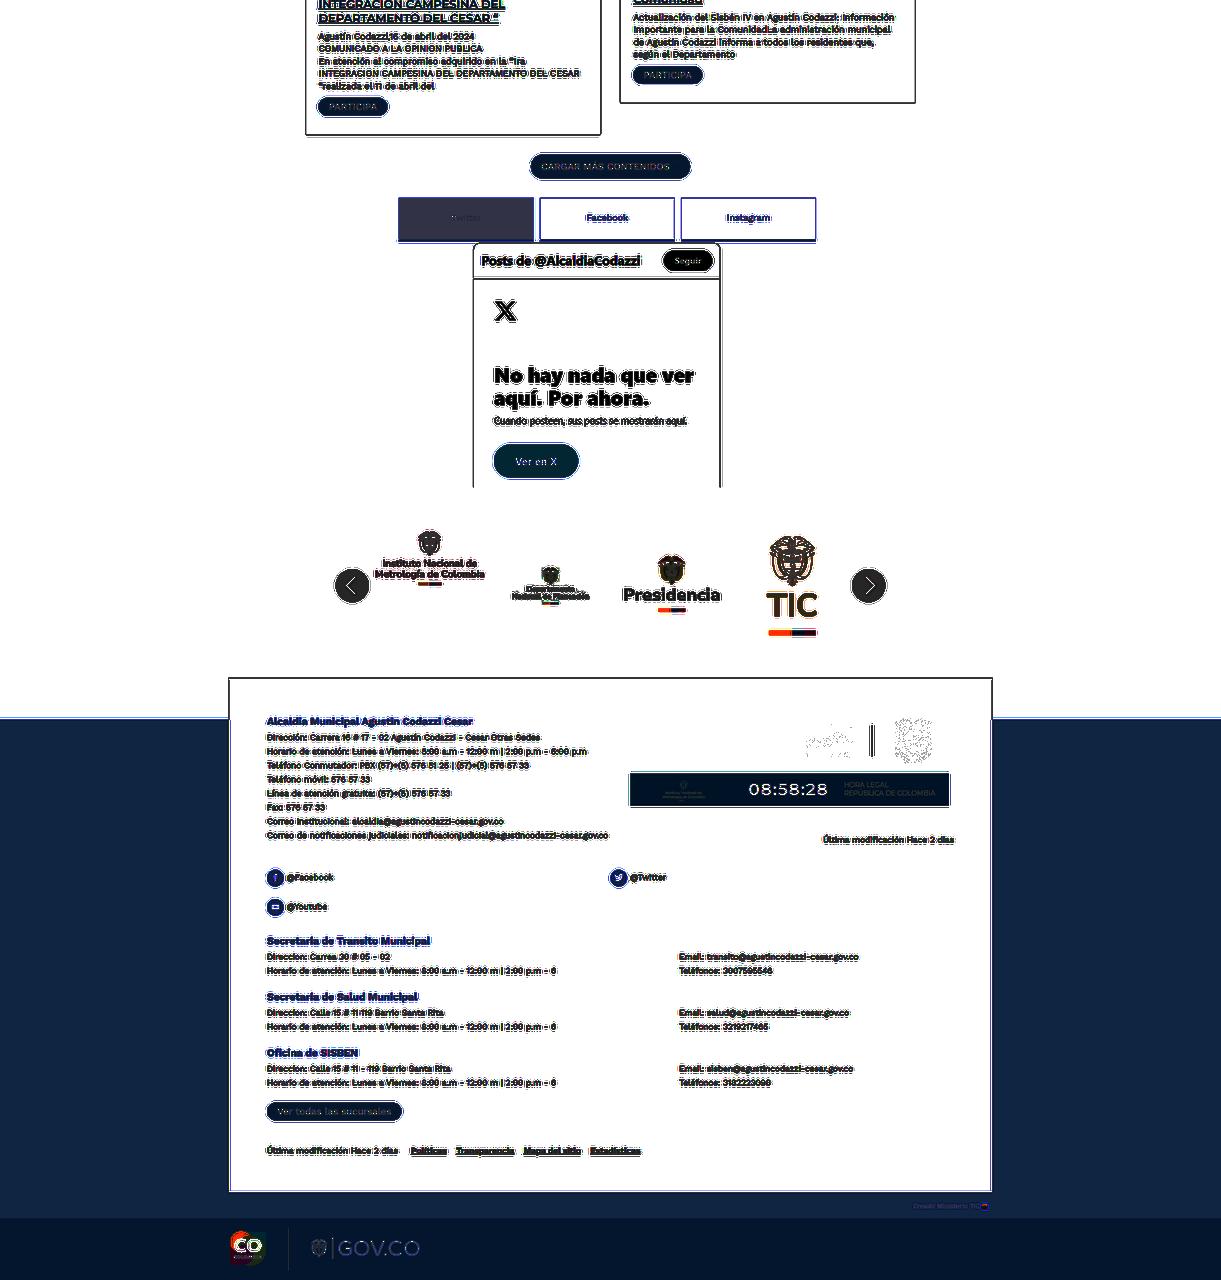 INTEGRACIÓN CAMPESINA DEL
DEPARTAMENTO DEL CESAR "
Agustín Codazzi,15 de abril del 2024
COMUNICADO A LA OPINION PUBLICA
En atención al compromiso adquirido en la "1ra
INTEGRACION CAMPESINA DEL DEPARTAMENTO DEL CESAR
"realizada el 11 de abril del
PARTICIPA
Actualización del Sisbén IV en Agustín Codazzi: Información
Importante para la ComunidadLa administración municipal
de Agustín Codazzi informa a todos los residentes que,
según el Departamento
PARTICIPA
CARGAR MÁS CONTENIDOS
Twitter
Facebook
Instagram
Posts de @AlcaldiaCodazzi
Seguir
No hay nada que ver
aquí. Por ahora.
Cuando posteen, sus posts se mostrarán aquí.
Ver en X
Instituto Nacional de
Metrología de Colombia
Presidencia
TIC
Alcaldía Municipal Agustín Codazzi Cesar
Dirección: Carrera 16 # 17 - 02 Agustín Codazzi - Cesar Otras Sedes
Horario de atención: Lunes a Viernes: 8:00 a.m - 12:00 m | 2:00 p.m - 6:00 p.m
Teléfono Conmutador: PBX (57)+(5) 576 51 25 | (57)+(5) 576 57 33
Teléfono móvil: 576 57 33
Línea de atención gratuita: (57)+(5) 576 57 33
Fax: 576 57 33
Correo institucional: alcaldia@agustincodazzi-cesar.gov.co
Correo de notificaciones judiciales: notificacionjudicial@agustincodazzi-cesar.gov.co
08:58:28
HORA LEGAL
REPÚBLICA DE COLOMBIA
Última modificación Hace 2 días
@Facebook
@Twitter
@Youtube
Secretaria de Transito Municipal
Direccion: Carrea 30 # 05 - 02
Email: transito@agustincodazzi-cesar.gov.co
Horario de atención: Lunes a Viernes: 8:00 a.m - 12:00 m | 2:00 p.m - 6
Teléfonos: 3007595546
Secretaria de Salud Municipal
Direccion: Calle 15 # 11-119 Barrio Santa Rita
Email: salud@agustincodazzi-cesar.gov.co
Horario de atención: Lunes a Viernes: 8:00 a.m - 12:00 m | 2:00 p.m - 6
Teléfonos: 3219217465
Oficina de SISBEN
Direccion: Calle 15 # 11 - 119 Barrio Santa Rita
Email: sisben@agustincodazzi-cesar.gov.co
Horario de atención: Lunes a Viernes: 8:00 a.m - 12:00 m | 2:00 p.m - 6
Teléfonos: 3182223098
Ver todas las sucursales
Última modificación Hace 2 días Políticas Transparencia Mapa del sitio Estadísticas
Creado Ministerio TIC
CO
GOV.CO